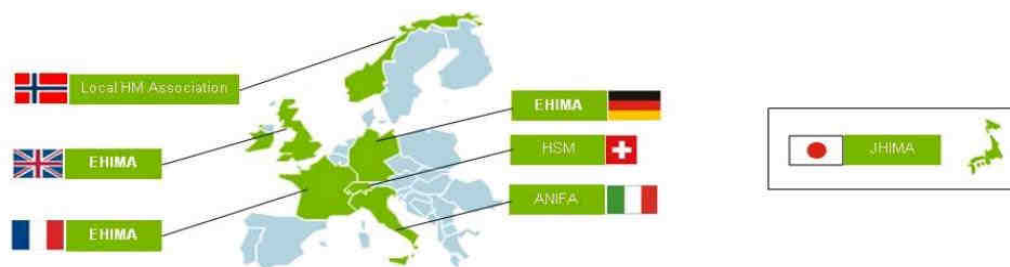 Local HM Association
EHIMA
EHIMA
EHIMA
HSM
ANIFA
JHIMA